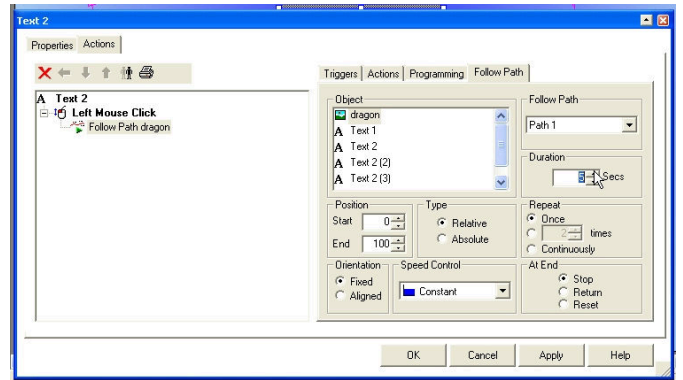 Text 2
Properties Actions
Triggers Actions Programming Follow Path
A Text 2
Left Mouse Click
Follow Path dragon
Object
dragon
A Text 1
A Text 2
A Text 2 (2)
A Text 2 (3)
Follow Path
Path 1
Duration
5 Secs
Position
Start 0
End 100
Type
Relative
Absolute
Repeat
Once
2 times
Continuously
Orientation
Fixed
Aligned
Speed Control
Constant
At End
Stop
Return
Reset
OK Cancel Apply Help